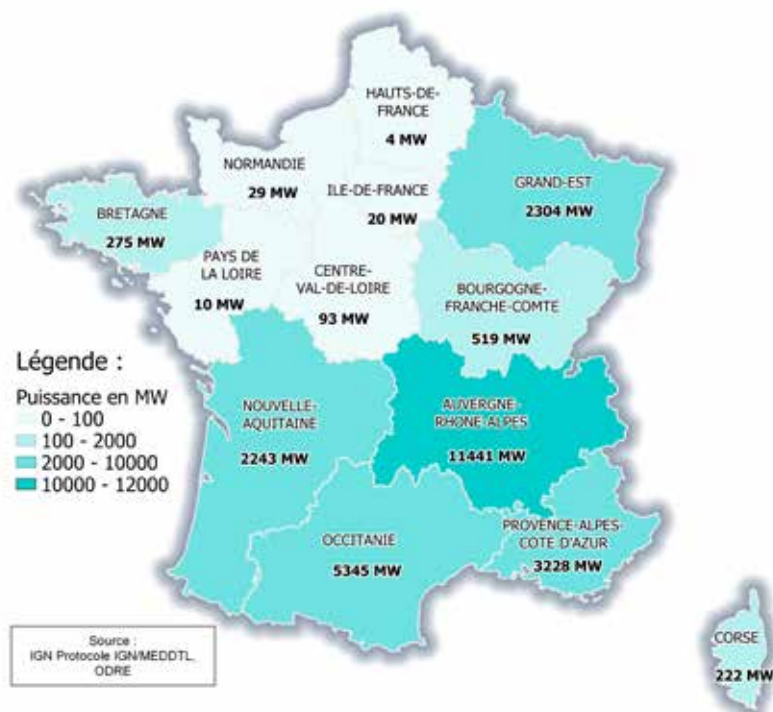 HAUTS-DE-
FRANCE
4 MW
NORMANDIE
29 MW
ILE-DE-FRANCE
20 MW
GRAND-EST
2304 MW
BRETAGNE
275 MW
PAYS DE
LA LOIRE
10 MW
CENTRE-
VAL-DE-LOIRE
93 MW
BOURGOGNE-
FRANCHE-COMTE
519 MW
Légende :
Puissance en MW
0 - 100
100 - 2000
2000 - 10000
10000 - 12000
NOUVELLE-
AQUITAINE
2243 MW
AUVERGNE-
RHONE-ALPES
11441 MW
OCCITANIE
5345 MW
PROVENCE-ALPES-
COTE D'AZUR
3228 MW
CORSE
222 MW
Source :
IGN Protocole IGN/MEDDTL,
ODRE